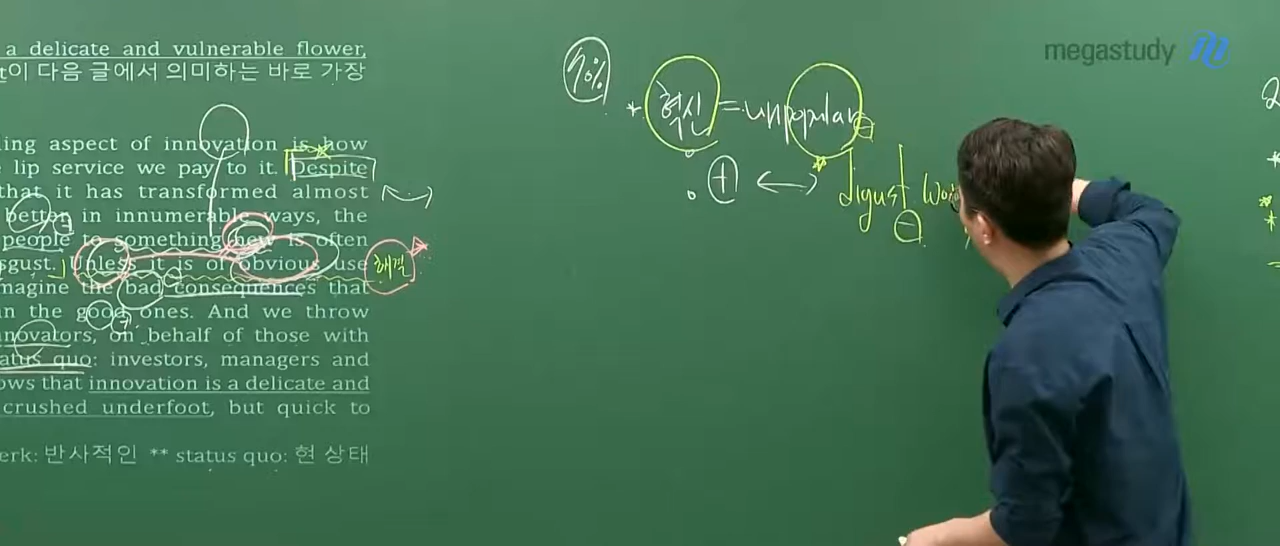 a delicate and vulnerable flower,
t이 다음 글에서 의미하는 바로 가장
ing aspect of innovation is how
lip service we pay to it. Despite
that it has transformed almost
better in innumerable ways, the
people to something new is often
sgust. Unless it is of obvious use
magine the bad consequences that
n the good ones. And we throw
nnovators, on behalf of those with
atus quo: investors, managers and
ows that innovation is a delicate and
crushed underfoot, but quick to
erk: 반사적인 ** status quo: 현 상태
90%
* 혁신 = unpopular
+ ↔ digust
megastudy